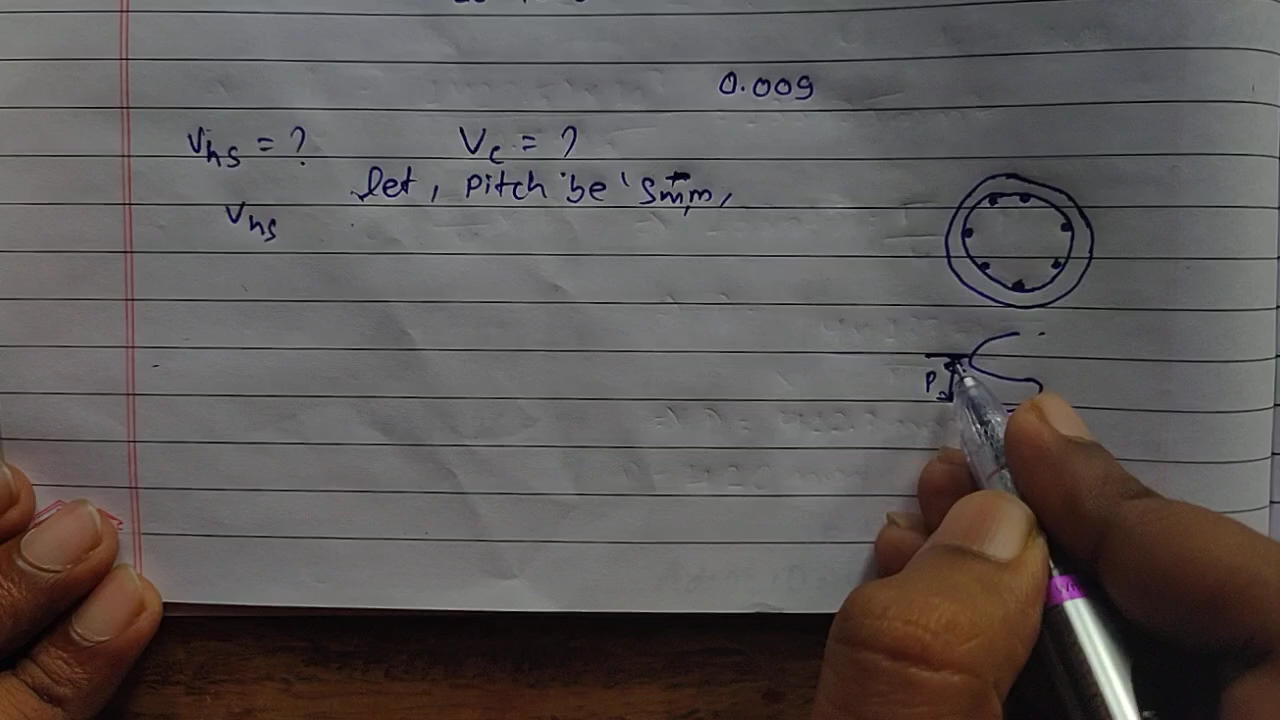 0.009
Vhs = ? Vc = ?
let, pitch be 'smm,
Vhs
P